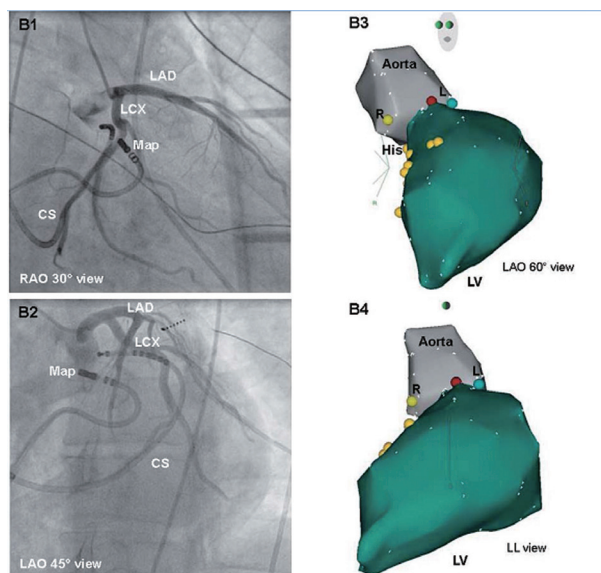 B1
LAD
LCX
Map
CS
RAO 30° view
B2
LAD
LCX
Map
CS
LAO 45° view
B3
Aorta
L
R
His
LAO 60° view
LV
B4
Aorta
L
R
LV
LL view